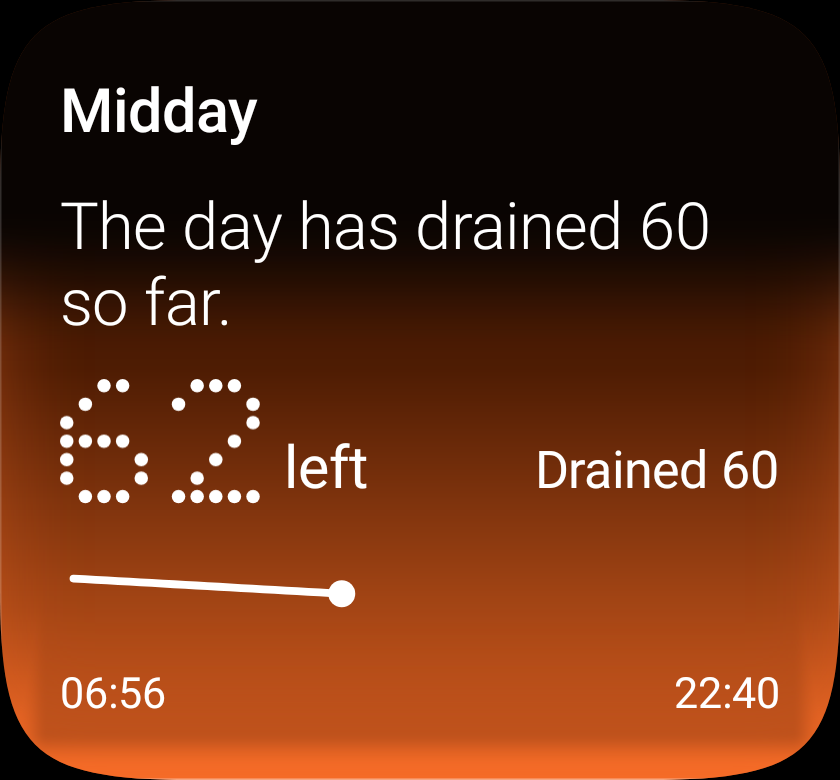 Midday
The day has drained 60
so far.
62 left
Drained 60
06:56
22:40